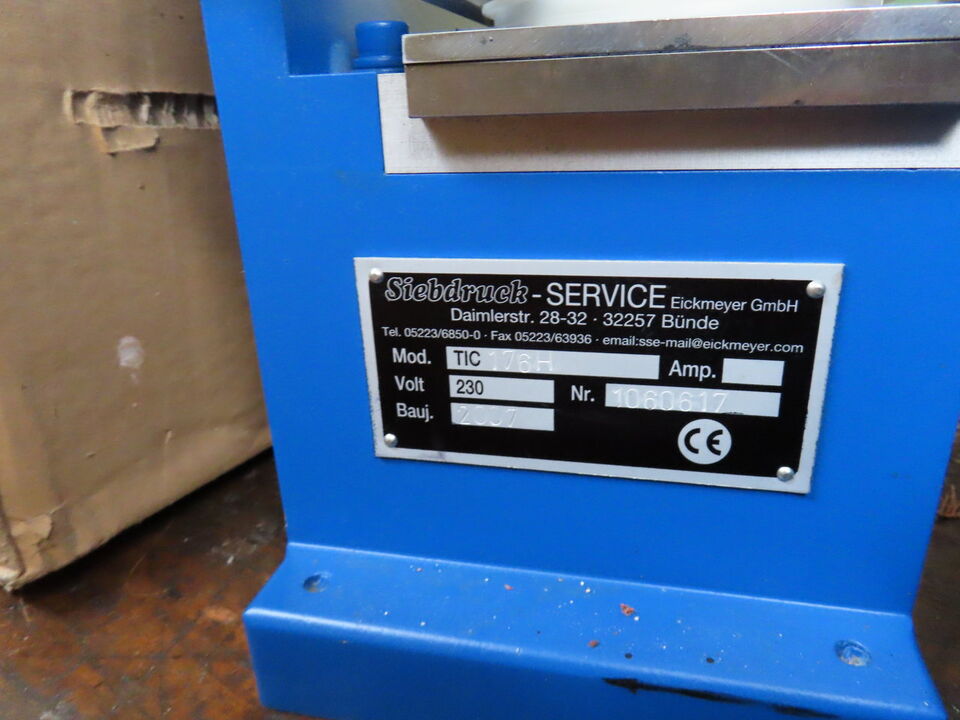 Siebdruck - SERVICE Eickmeyer GmbH
Daimlerstr. 28-32 · 32257 Bünde
Tel. 05223/6850-0 · Fax 05223/63936 · email:sse-mail@eickmeyer.com
Mod. TIC 176H Amp.
Volt 230 Nr. 1060617
Bauj. 2007
CE